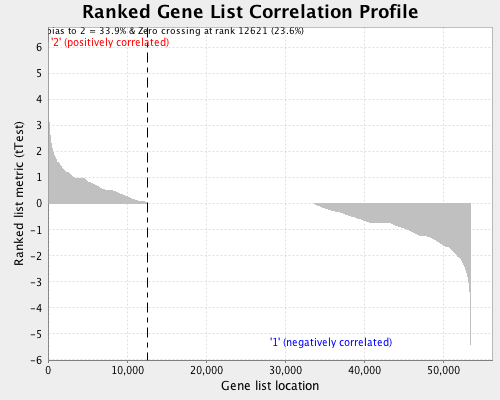 Ranked Gene List Correlation Profile
bias to 2 = 33.9% & Zero crossing at rank 12621 (23.6%)
'2' (positively correlated)
6
5
4
3
2
1
0
-1
-2
-3
-4
-5
-6
Ranked list metric (tTest)
'1' (negatively correlated)
0 10,000 20,000 30,000 40,000 50,000
Gene list location